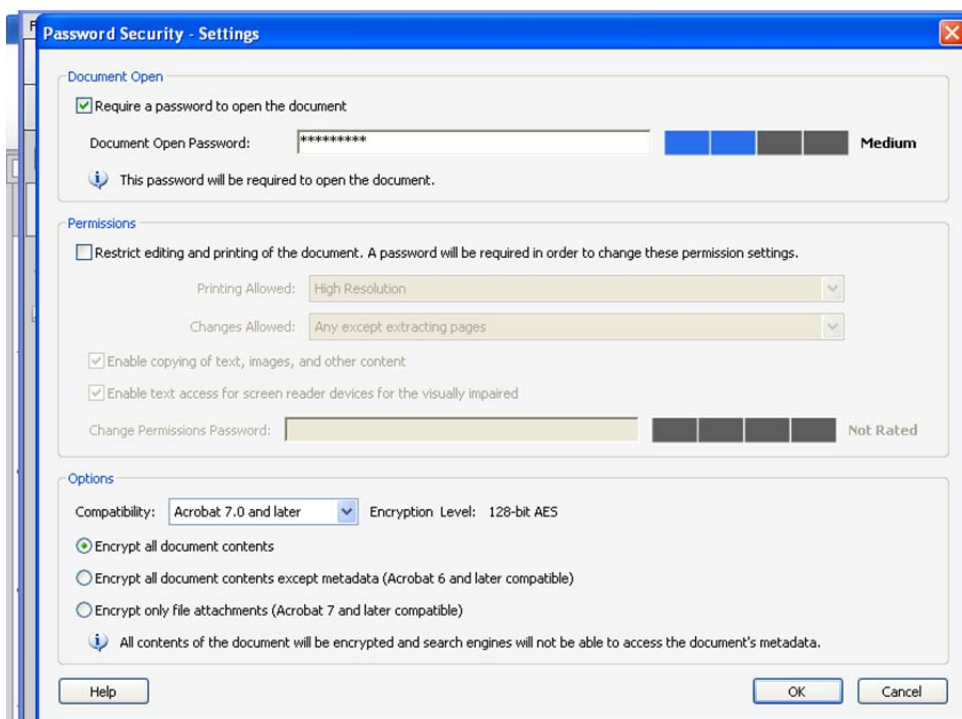 F
Password Security - Settings
Document Open
Require a password to open the document
Document Open Password: ********* Medium
This password will be required to open the document.
Permissions
Restrict editing and printing of the document. A password will be required in order to change these permission settings.
Printing Allowed: High Resolution
Changes Allowed: Any except extracting pages
Enable copying of text, images, and other content
Enable text access for screen reader devices for the visually impaired
Change Permissions Password: Not Rated
Options
Compatibility: Acrobat 7.0 and later Encryption Level: 128-bit AES
Encrypt all document contents
Encrypt all document contents except metadata (Acrobat 6 and later compatible)
Encrypt only file attachments (Acrobat 7 and later compatible)
All contents of the document will be encrypted and search engines will not be able to access the document's metadata.
Help OK Cancel